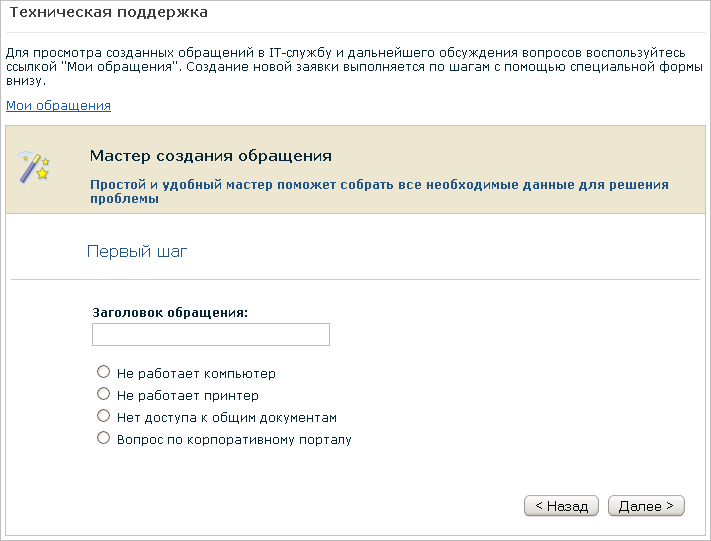 Техническая поддержка
Для просмотра созданных обращений в IT-службу и дальнейшего обсуждения вопросов воспользуйтесь
ссылкой "Мои обращения". Создание новой заявки выполняется по шагам с помощью специальной формы
внизу.
Мои обращения
Мастер создания обращения
Простой и удобный мастер поможет собрать все необходимые данные для решения
проблемы
Первый шаг
Заголовок обращения:
Не работает компьютер
Не работает принтер
Нет доступа к общим документам
Вопрос по корпоративному порталу
< Назад Далее >